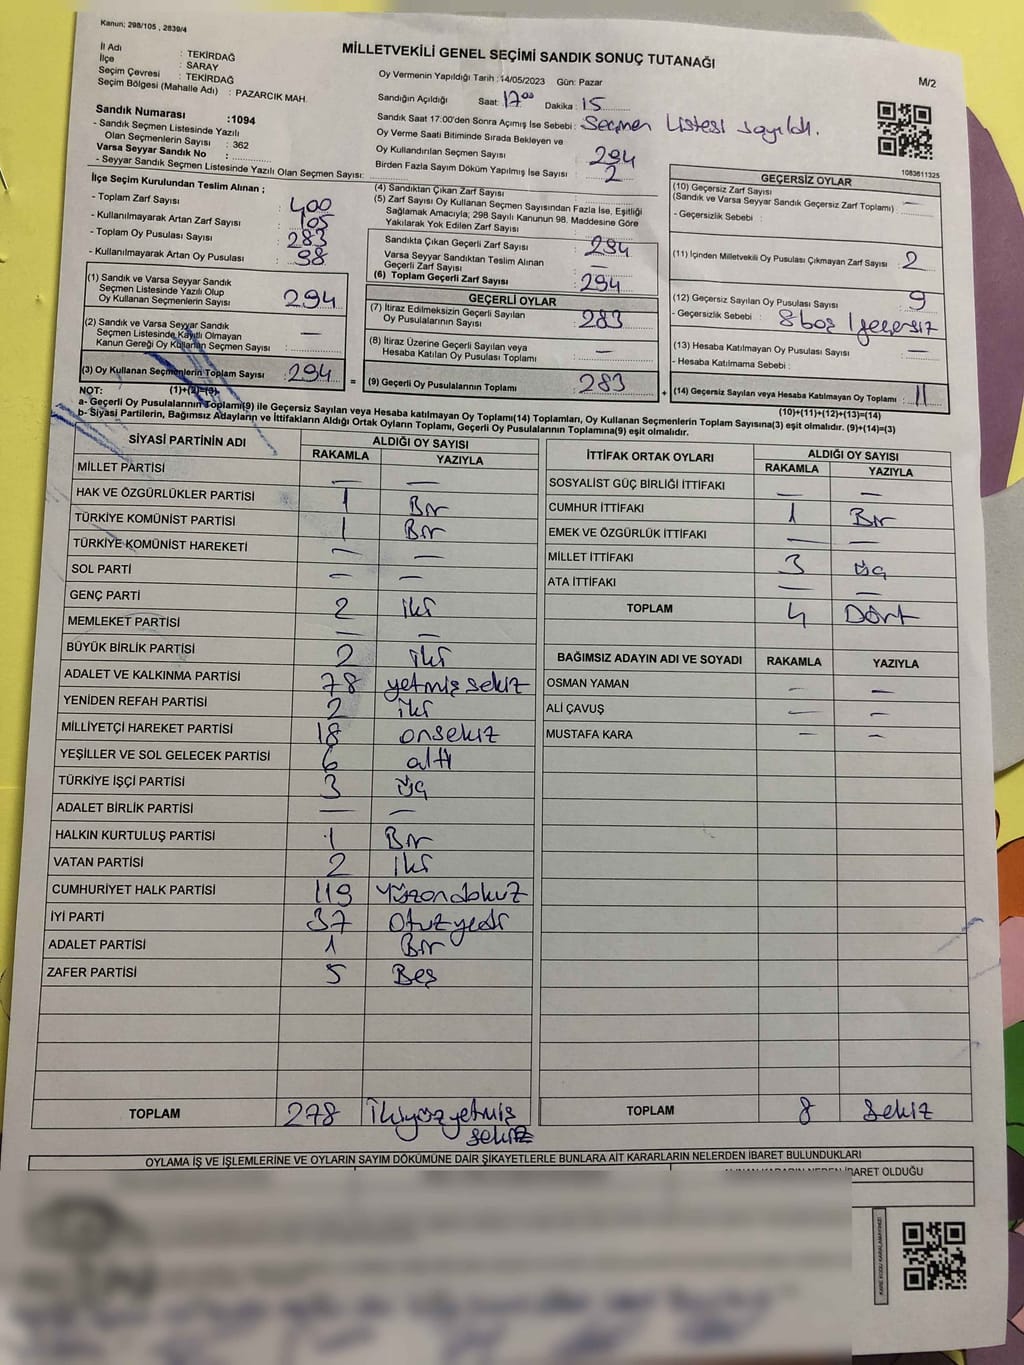 Kanun; 298/105 , 2839/4
MİLLETVEKİLİ GENEL SEÇİMİ SANDIK SONUÇ TUTANAĞI
M/2
İl Adı : TEKİRDAĞ
İlçe : SARAY
Seçim Çevresi : TEKİRDAĞ
Seçim Bölgesi (Mahalle Adı) : PAZARCIK MAH.
Sandık Numarası :1094
- Sandık Seçmen Listesinde Yazılı
Olan Seçmenlerin Sayısı : 362
Varsa Seyyar Sandık No :
- Seyyar Sandık Seçmen Listesinde Yazılı Olan Seçmen Sayısı:
Oy Vermenin Yapıldığı Tarih :14/05/2023 Gün: Pazar
Sandığın Açıldığı Saat: 17.00 Dakika : 15
Sandık Saat 17:00'den Sonra Açımış İse Sebebi : Seçmen Listesi sayıldı.
Oy Verme Saati Bitiminde Sırada Bekleyen ve
Oy Kullandırılan Seçmen Sayısı 294
Birden Fazla Sayım Döküm Yapılmış İse Sayısı : 2
1083611325
İlçe Seçim Kurulundan Teslim Alınan ;
- Toplam Zarf Sayısı : 400
- Kullanılmayarak Artan Zarf Sayısı : 105
- Toplam Oy Pusulası Sayısı : 283
- Kullanılmayarak Artan Oy Pusulası : 98
(1) Sandık ve Varsa Seyyar Sandık
Seçmen Listesinde Yazılı Olup
Oy Kullanan Seçmenlerin Sayısı : 294
(2) Sandık ve Varsa Seyyar Sandık
Seçmen Listesinde Kayıtlı Olmayan
Kanun Gereği Oy Kullanan Seçmen Sayısı : —
(3) Oy Kullanan Seçmenlerin Toplam Sayısı : 294
(1)+(2)=(3)
(4) Sandıktan Çıkan Zarf Sayısı
(5) Zarf Sayısı Oy Kullanan Seçmen Sayısından Fazla İse, Eşitliği
Sağlamak Amacıyla; 298 Sayılı Kanunun 98. Maddesine Göre
Yakılarak Yok Edilen Zarf Sayısı :
Sandıkta Çıkan Geçerli Zarf Sayısı : 294
Varsa Seyyar Sandıktan Teslim Alınan
Geçerli Zarf Sayısı : —
(6) Toplam Geçerli Zarf Sayısı : 294
GEÇERLİ OYLAR
(7) İtiraz Edilmeksizin Geçerli Sayılan
Oy Pusulalarının Sayısı : 283
(8) İtiraz Üzerine Geçerli Sayılan veya
Hesaba Katılan Oy Pusulası Toplamı : —
= (9) Geçerli Oy Pusulalarının Toplamı : 283
GEÇERSİZ OYLAR
(10) Geçersiz Zarf Sayısı
(Sandık ve Varsa Seyyar Sandık Geçersiz Zarf Toplamı) : —
- Geçersizlik Sebebi :
(11) İçinden Milletvekili Oy Pusulası Çıkmayan Zarf Sayısı : 2
(12) Geçersiz Sayılan Oy Pusulası Sayısı : 9
- Geçersizlik Sebebi : 8 boş 1 geçersiz
(13) Hesaba Katılmayan Oy Pusulası Sayısı : —
- Hesaba Katılmama Sebebi :
+ (14) Geçersiz Sayılan veya Hesaba Katılmayan Oy Toplamı : 11
(10)+(11)+(12)+(13)=(14)
NOT:
a- Geçerli Oy Pusulalarının Toplamı(9) ile Geçersiz Sayılan veya Hesaba katılmayan Oy Toplamı(14) Toplamları, Oy Kullanan Seçmenlerin Toplam Sayısına(3) eşit olmalıdır. (9)+(14)=(3)
b- Siyasi Partilerin, Bağımsız Adayların ve İttifakların Aldığı Ortak Oyların Toplamı, Geçerli Oy Pusulalarının Toplamına(9) eşit olmalıdır.
SİYASİ PARTİNİN ADI ALDIĞI OY SAYISI
RAKAMLA YAZIYLA
MİLLET PARTİSİ — —
HAK VE ÖZGÜRLÜKLER PARTİSİ 1 Bir
TÜRKİYE KOMÜNİST PARTİSİ 1 Bir
TÜRKİYE KOMÜNİST HAREKETİ — —
SOL PARTİ — —
GENÇ PARTİ 2 iki
MEMLEKET PARTİSİ — —
BÜYÜK BİRLİK PARTİSİ 2 iki
ADALET VE KALKINMA PARTİSİ 78 yetmiş sekiz
YENİDEN REFAH PARTİSİ 2 iki
MİLLİYETÇİ HAREKET PARTİSİ 18 onsekiz
YEŞİLLER VE SOL GELECEK PARTİSİ 6 altı
TÜRKİYE İŞÇİ PARTİSİ 3 üç
ADALET BİRLİK PARTİSİ — —
HALKIN KURTULUŞ PARTİSİ 1 Bir
VATAN PARTİSİ 2 iki
CUMHURİYET HALK PARTİSİ 119 Yüzondokuz
İYİ PARTİ 37 Otuzyedi
ADALET PARTİSİ 1 Bir
ZAFER PARTİSİ 5 Beş
TOPLAM 278 İkiyüzyetmiş
sekiz
İTTİFAK ORTAK OYLARI ALDIĞI OY SAYISI
RAKAMLA YAZIYLA
SOSYALİST GÜÇ BİRLİĞİ İTTİFAKI — —
CUMHUR İTTİFAKI 1 Bir
EMEK VE ÖZGÜRLÜK İTTİFAKI — —
MİLLET İTTİFAKI 3 üç
ATA İTTİFAKI — —
TOPLAM 4 Dört
BAĞIMSIZ ADAYIN ADI VE SOYADI RAKAMLA YAZIYLA
OSMAN YAMAN — —
ALİ ÇAVUŞ — —
MUSTAFA KARA — —
TOPLAM 8 sekiz
OYLAMA İŞ VE İŞLEMLERİNE VE OYLARIN SAYIM DÖKÜMÜNE DAİR ŞİKAYETLERLE BUNLARA AİT KARARLARIN NELERDEN İBARET BULUNDUKLARI
ALINAN KARARIN NEDEN İBARET OLDUĞU
KARE KODU KARALAMAYINIZ!